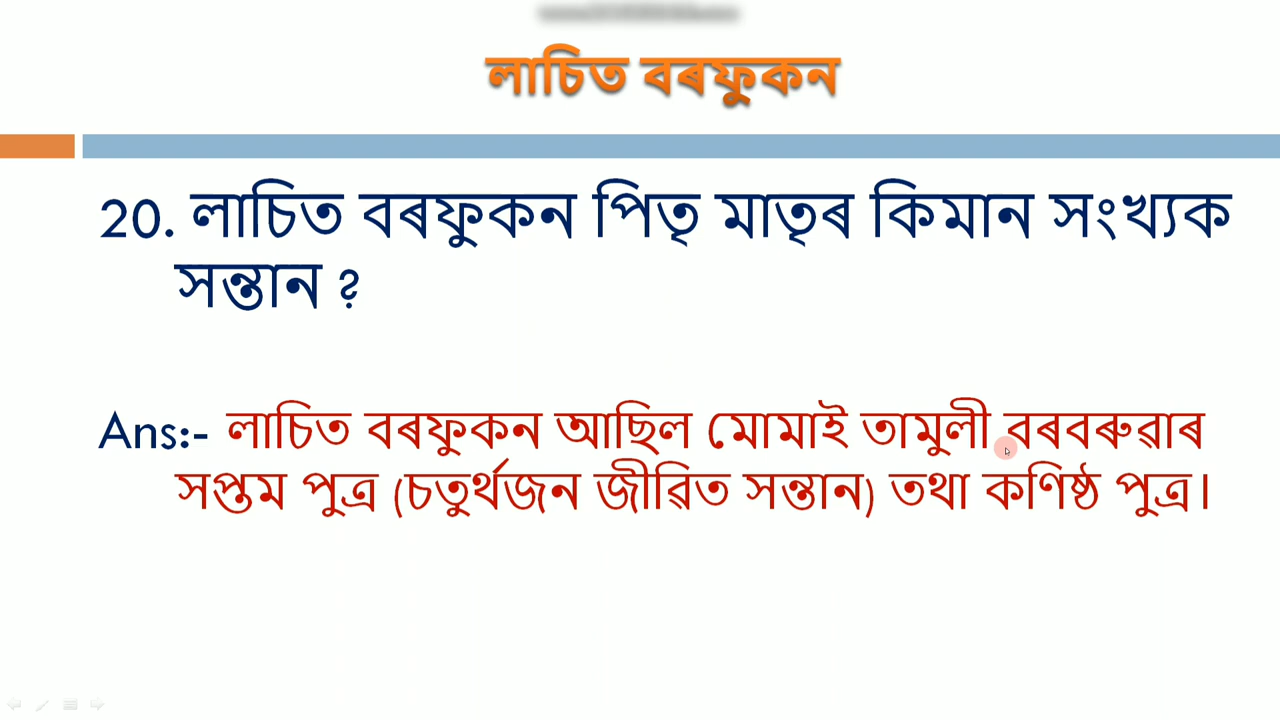 লাচিত বৰফুকন
20. লাচিত বৰফুকন পিতৃ মাতৃৰ কিমান সংখ্যক
সন্তান ?
Ans:- লাচিত বৰফুকন আছিল মোমাই তামুলী বৰবৰুৱাৰ
সপ্তম পুত্ৰ (চতুৰ্থজন জীৱিত সন্তান) তথা কণিষ্ঠ পুত্ৰ।